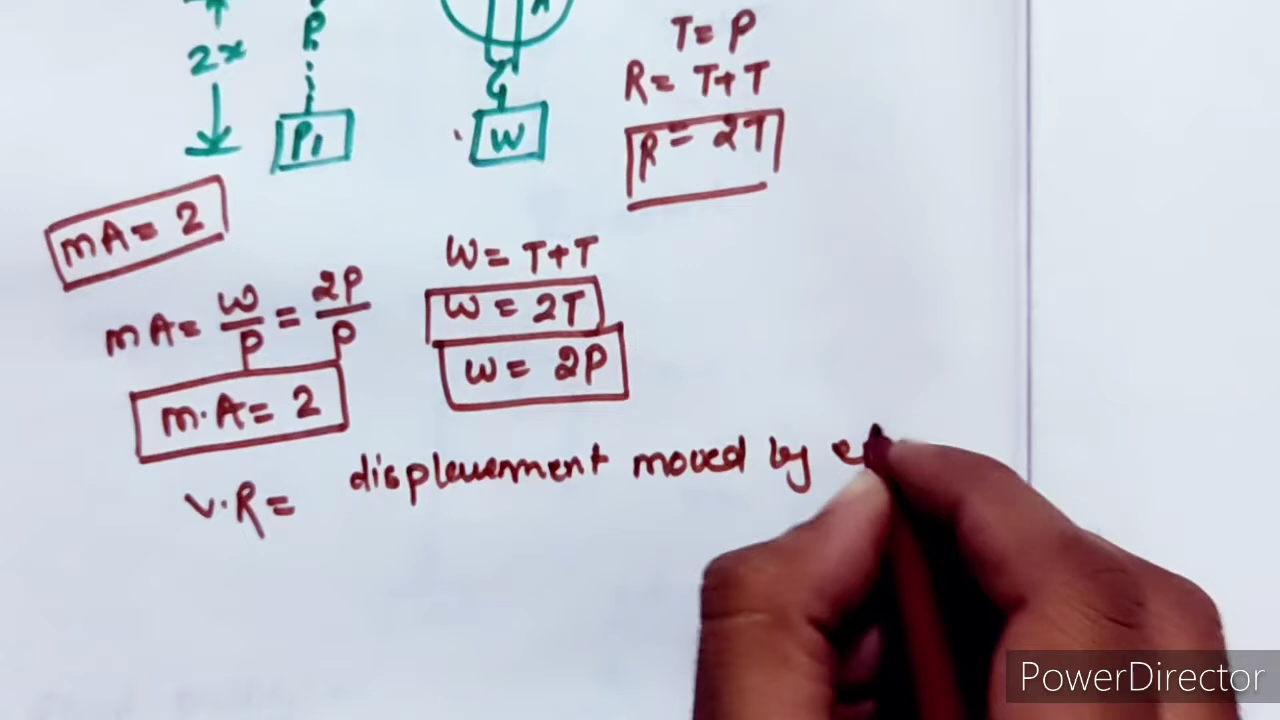 2x
P
P1
W
A
T = P
R = T+T
R = 2T
mA = 2
mA = W/P = 2P/P
m.A = 2
W = T+T
W = 2T
W = 2P
V.R = displacement moved by
PowerDirector